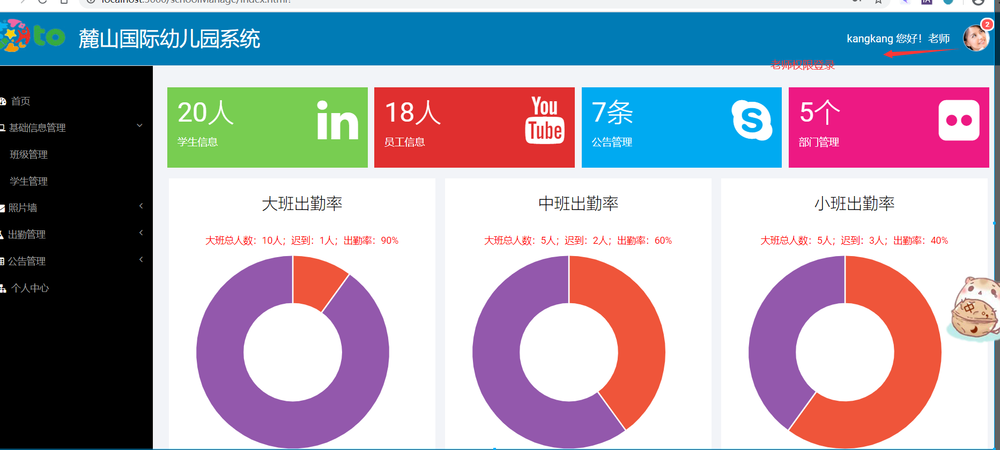 to
麓山国际幼儿园系统
kangkang 您好！老师
2
老师权限登录
首页
基础信息管理
班级管理
学生管理
照片墙
出勤管理
公告管理
个人中心
20人
学生信息
in
18人
员工信息
You
Tube
7条
公告管理
S
5个
部门管理
大班出勤率
大班总人数：10人；迟到：1人；出勤率：90%
中班出勤率
大班总人数：5人；迟到：2人；出勤率：60%
小班出勤率
大班总人数：5人；迟到：3人；出勤率：40%
中